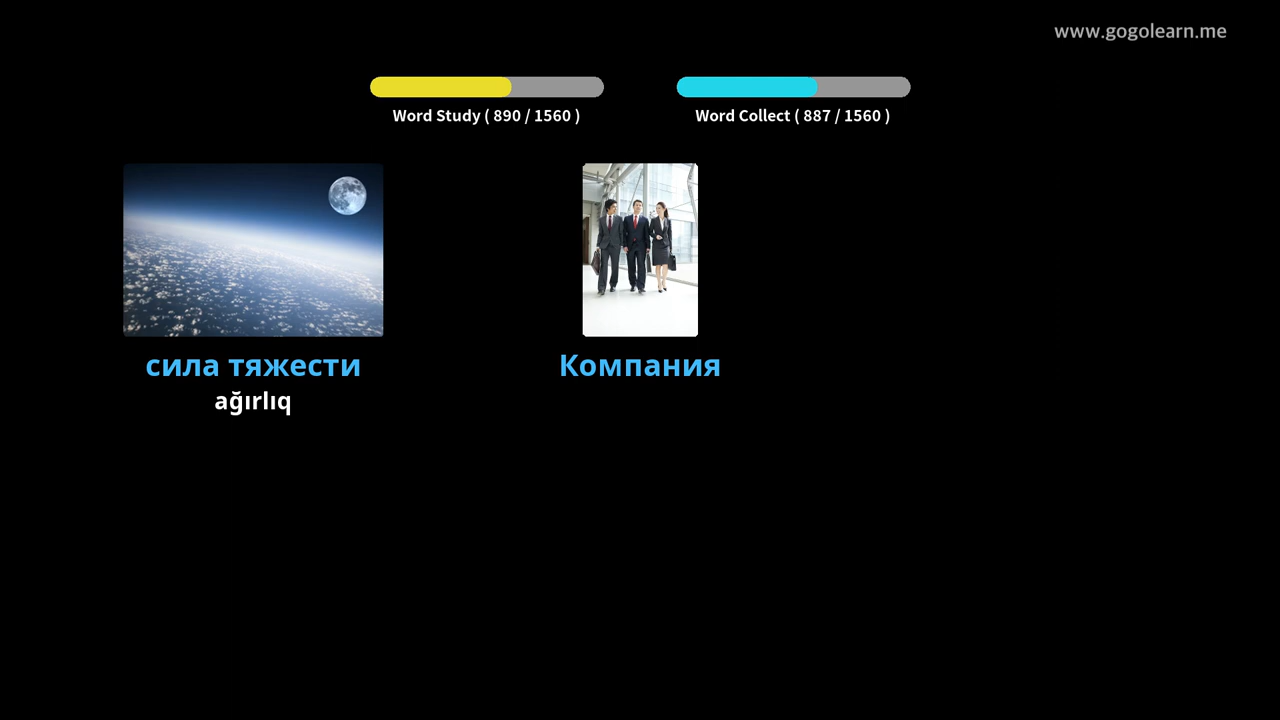 www.gogolearn.me
Word Study ( 890 / 1560 )
Word Collect ( 887 / 1560 )
сила тяжести
ağırlıq
Компания